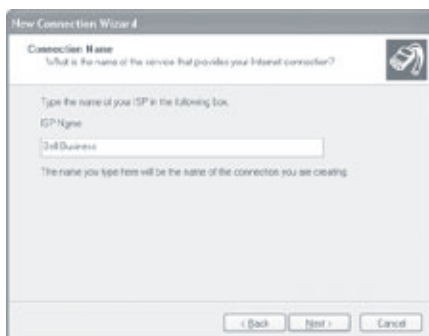 New Connection Wizard
Connection Name
What is the name of the service that provides your Internet connection?
Type the name of your ISP in the following box.
ISP Name
Bell Business
The name you type here will be the name of the connection you are creating.
< Back
Next >
Cancel